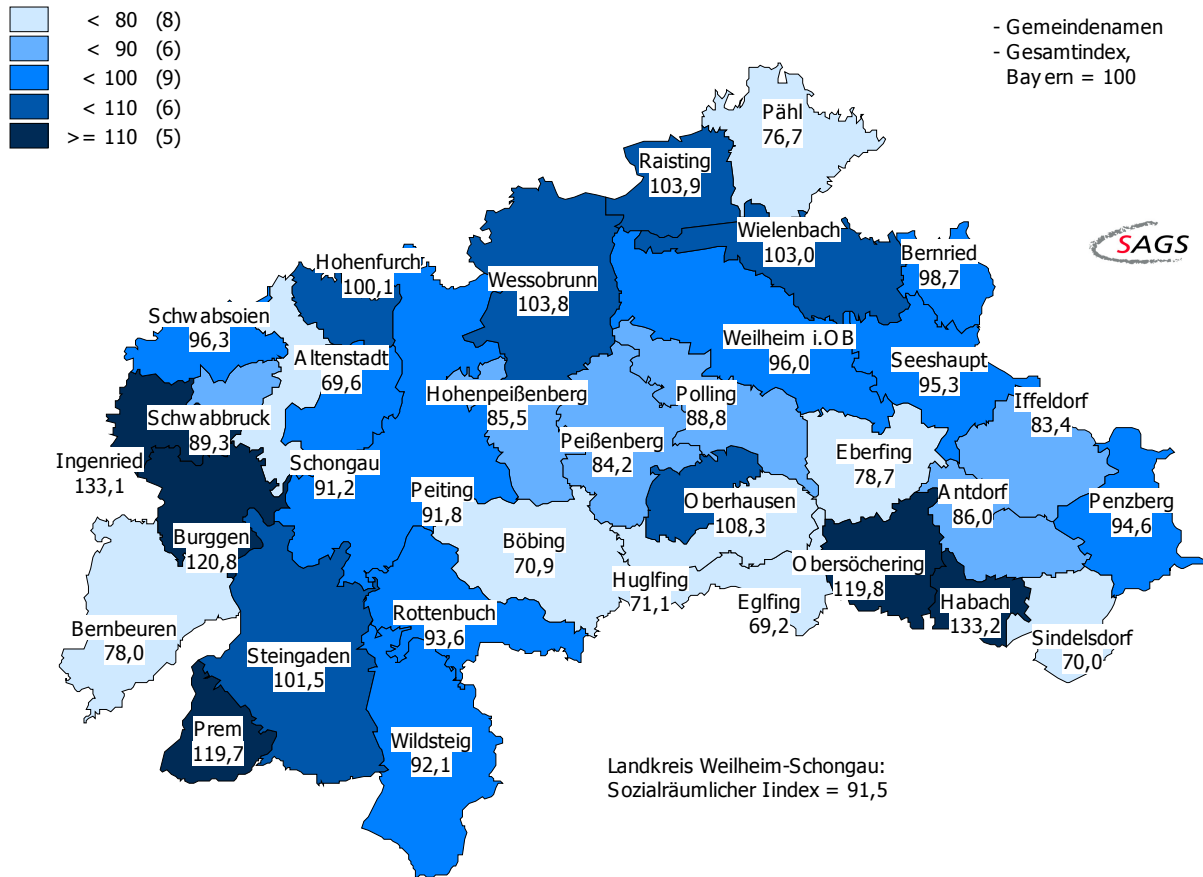 < 80 (8)
< 90 (6)
< 100 (9)
< 110 (6)
>= 110 (5)
- Gemeindenamen
- Gesamtindex,
Bayern = 100
Pähl
76,7
Raisting
103,9
SAGS
Wielenbach
103,0
Bernried
98,7
Hohenfurch
100,1
Wessobrunn
103,8
Schwabsoien
96,3
Weilheim i.OB
96,0
Altenstadt
69,6
Seeshaupt
95,3
Hohenpeißenberg
85,5
Polling
88,8
Iffeldorf
83,4
Schwabbruck
89,3
Peißenberg
84,2
Eberfing
78,7
Ingenried
133,1
Schongau
91,2
Peiting
91,8
Oberhausen
108,3
Antdorf
86,0
Penzberg
94,6
Burggen
120,8
Böbing
70,9
Obersöchering
119,8
Huglfing
71,1
Eglfing
69,2
Habach
133,2
Rottenbuch
93,6
Bernbeuren
78,0
Sindelsdorf
70,0
Steingaden
101,5
Prem
119,7
Wildsteig
92,1
Landkreis Weilheim-Schongau:
Sozialräumlicher Iindex = 91,5